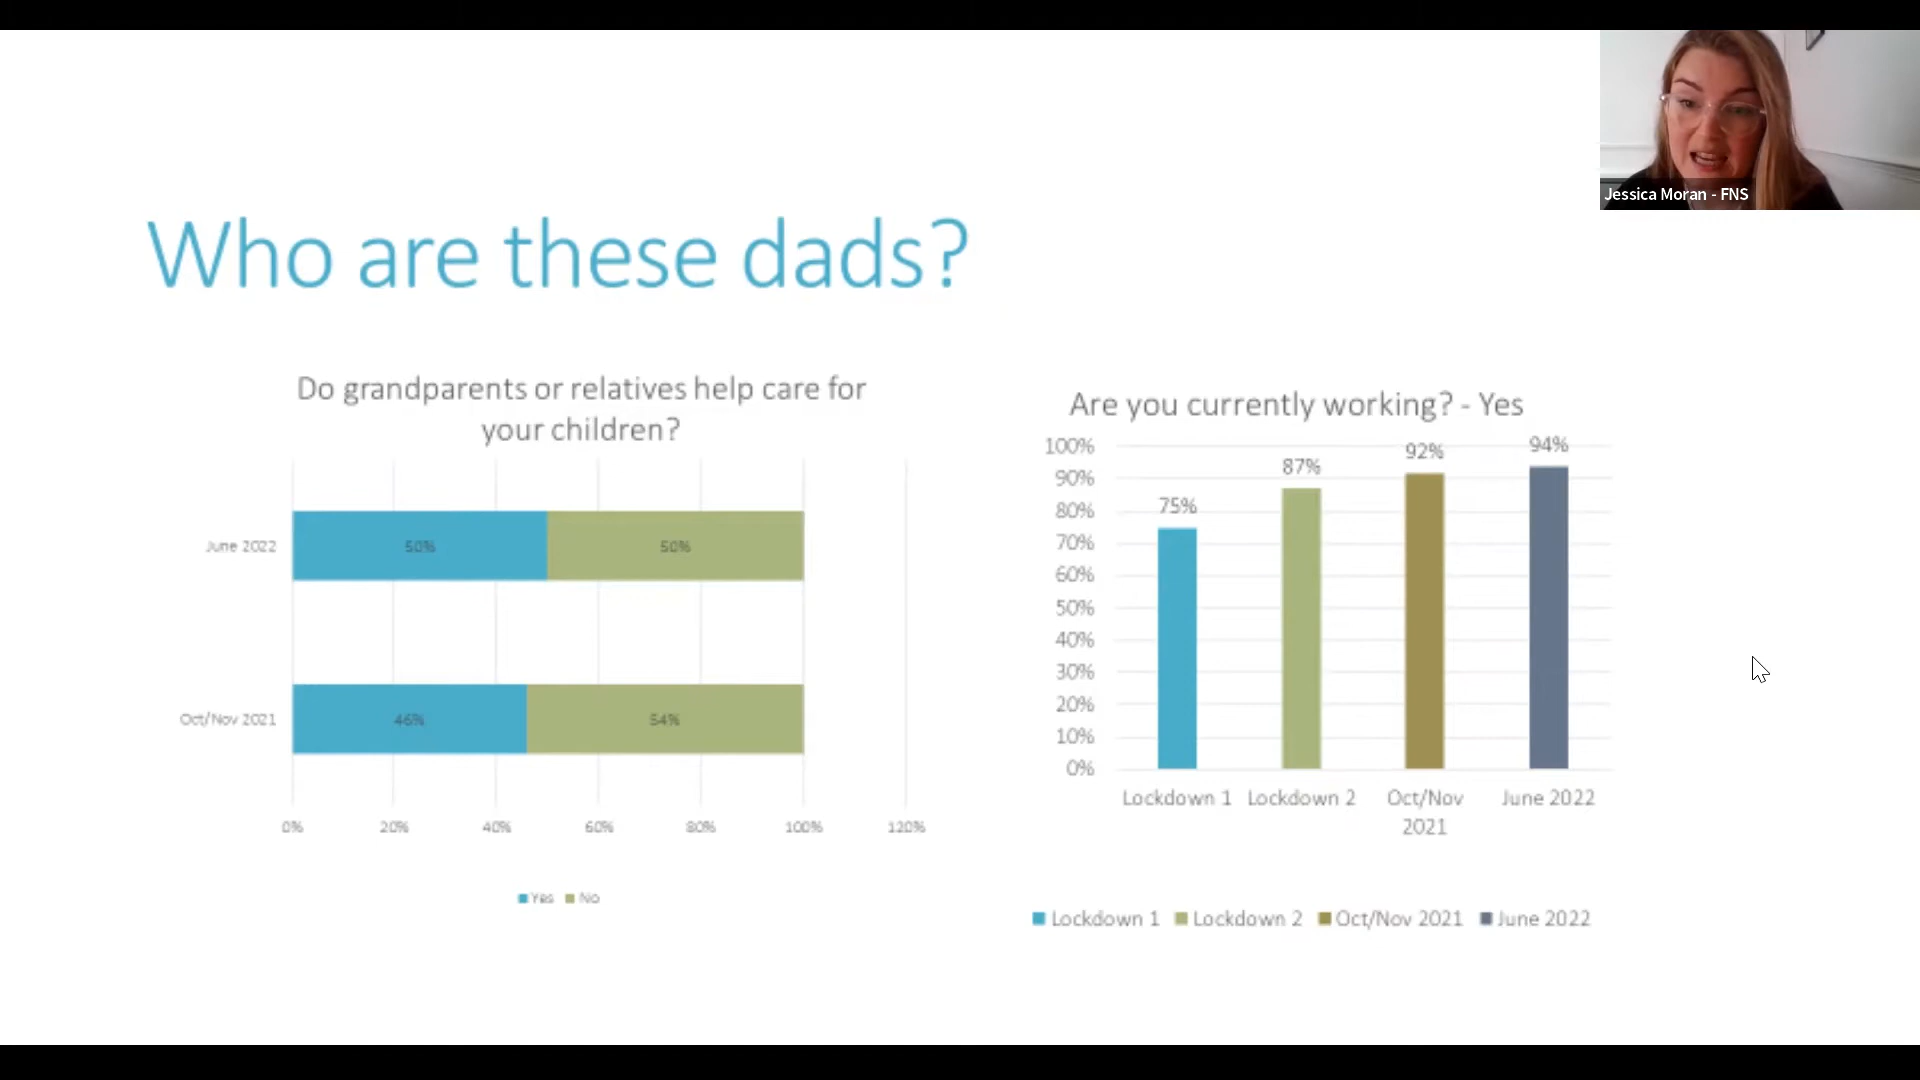 Jessica Moran - FNS
Who are these dads?
Do grandparents or relatives help care for
your children?
June 2022
50%
50%
Oct/Nov 2021
46%
54%
0%
20%
40%
60%
80%
100%
120%
Yes
No
Are you currently working? - Yes
100%
90%
80%
70%
60%
50%
40%
30%
20%
10%
0%
75%
87%
92%
94%
Lockdown 1
Lockdown 2
Oct/Nov
2021
June 2022
Lockdown 1
Lockdown 2
Oct/Nov 2021
June 2022